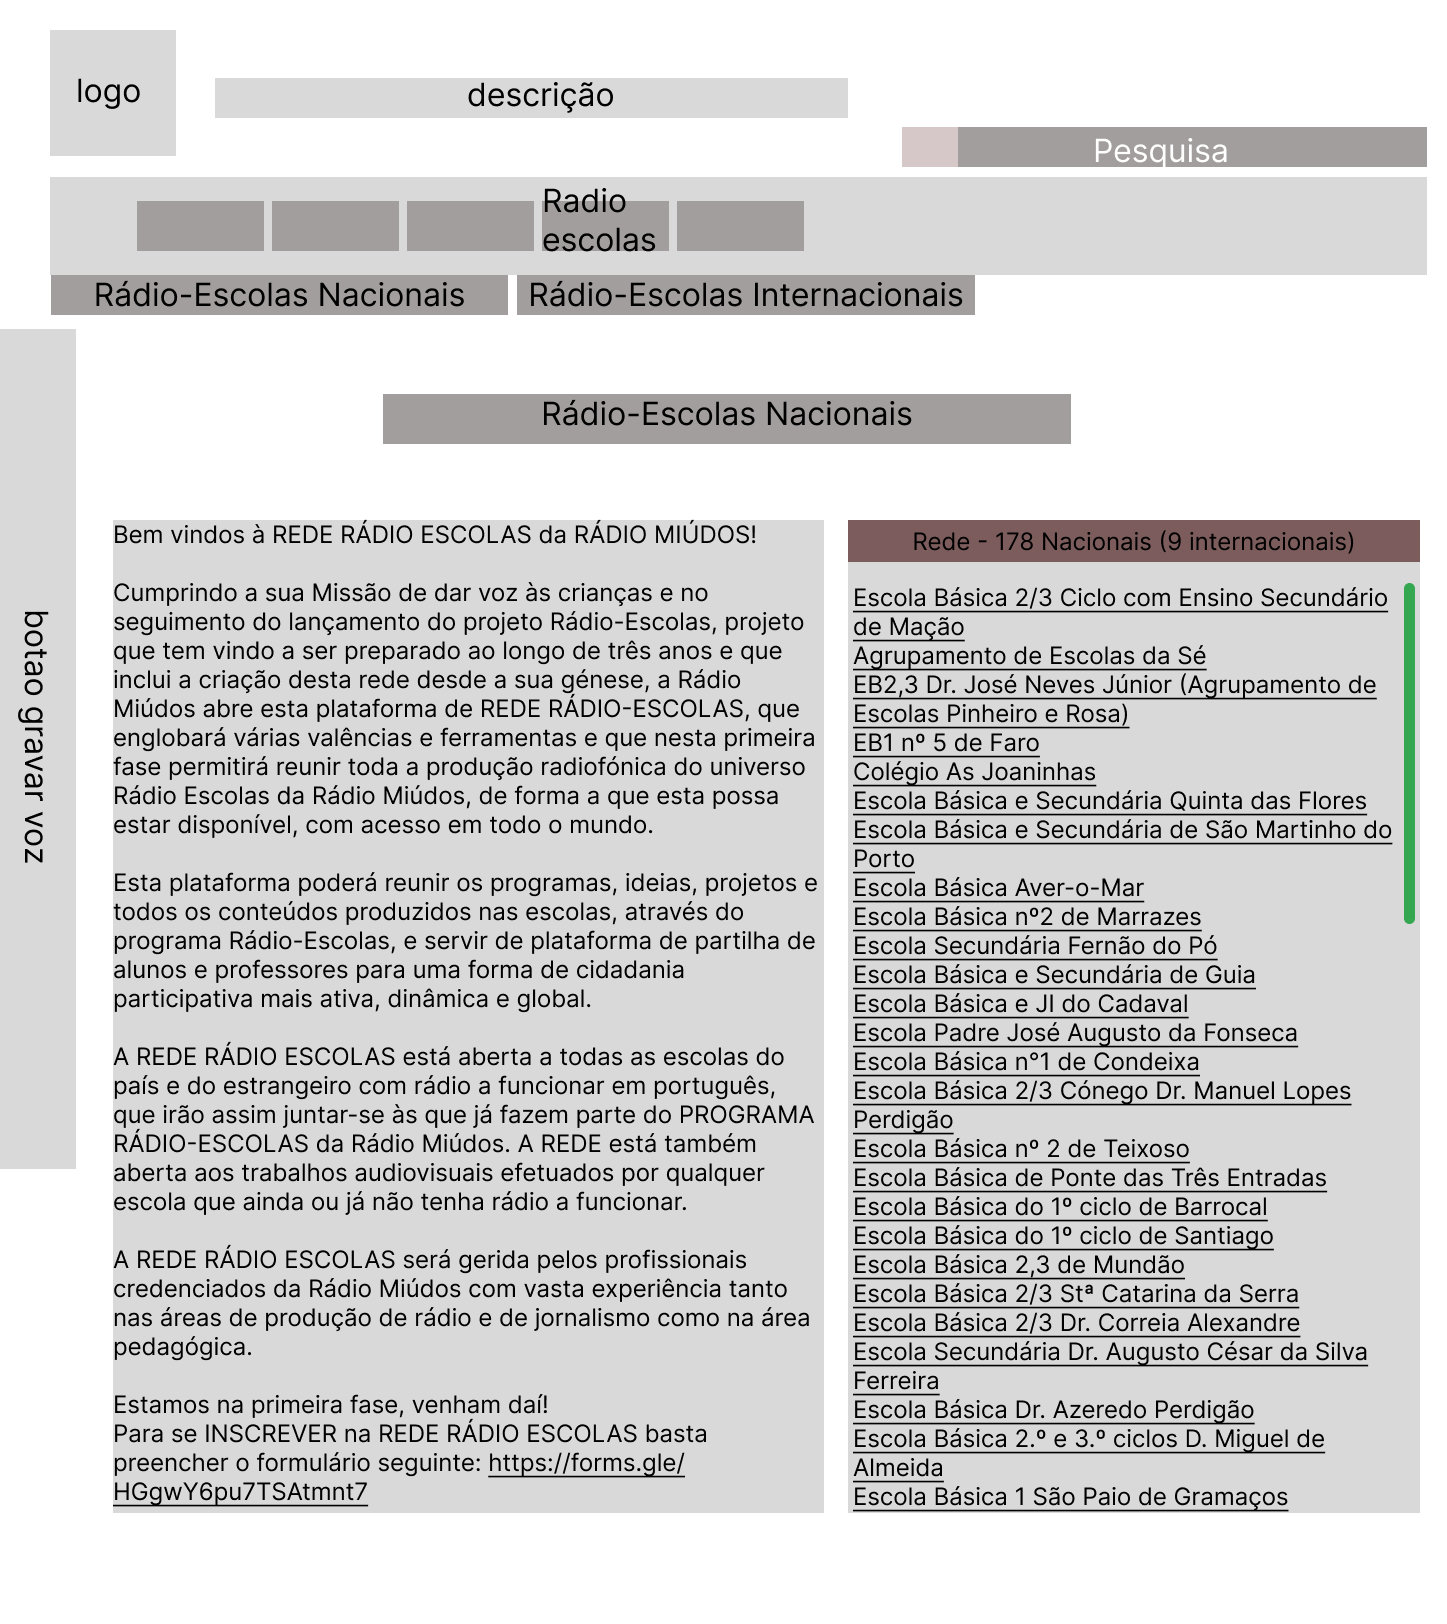 logo
descrição
Pesquisa
Radio
escolas
Rádio-Escolas Nacionais
Rádio-Escolas Internacionais
Rádio-Escolas Nacionais
botao gravar voz
Bem vindos à REDE RÁDIO ESCOLAS da RÁDIO MIÚDOS!
Cumprindo a sua Missão de dar voz às crianças e no
seguimento do lançamento do projeto Rádio-Escolas, projeto
que tem vindo a ser preparado ao longo de três anos e que
inclui a criação desta rede desde a sua génese, a Rádio
Miúdos abre esta plataforma de REDE RÁDIO-ESCOLAS, que
englobará várias valências e ferramentas e que nesta primeira
fase permitirá reunir toda a produção radiofónica do universo
Rádio Escolas da Rádio Miúdos, de forma a que esta possa
estar disponível, com acesso em todo o mundo.
Esta plataforma poderá reunir os programas, ideias, projetos e
todos os conteúdos produzidos nas escolas, através do
programa Rádio-Escolas, e servir de plataforma de partilha de
alunos e professores para uma forma de cidadania
participativa mais ativa, dinâmica e global.
A REDE RÁDIO ESCOLAS está aberta a todas as escolas do
país e do estrangeiro com rádio a funcionar em português,
que irão assim juntar-se às que já fazem parte do PROGRAMA
RÁDIO-ESCOLAS da Rádio Miúdos. A REDE está também
aberta aos trabalhos audiovisuais efetuados por qualquer
escola que ainda ou já não tenha rádio a funcionar.
A REDE RÁDIO ESCOLAS será gerida pelos profissionais
credenciados da Rádio Miúdos com vasta experiência tanto
nas áreas de produção de rádio e de jornalismo como na área
pedagógica.
Estamos na primeira fase, venham daí!
Para se INSCREVER na REDE RÁDIO ESCOLAS basta
preencher o formulário seguinte: https://forms.gle/
HGgwY6pu7TSAtmnt7
Rede - 178 Nacionais (9 internacionais)
Escola Básica 2/3 Ciclo com Ensino Secundário
de Mação
Agrupamento de Escolas da Sé
EB2,3 Dr. José Neves Júnior (Agrupamento de
Escolas Pinheiro e Rosa)
EB1 nº 5 de Faro
Colégio As Joaninhas
Escola Básica e Secundária Quinta das Flores
Escola Básica e Secundária de São Martinho do
Porto
Escola Básica Aver-o-Mar
Escola Básica nº2 de Marrazes
Escola Secundária Fernão do Pó
Escola Básica e Secundária de Guia
Escola Básica e JI do Cadaval
Escola Padre José Augusto da Fonseca
Escola Básica n°1 de Condeixa
Escola Básica 2/3 Cónego Dr. Manuel Lopes
Perdigão
Escola Básica nº 2 de Teixoso
Escola Básica de Ponte das Três Entradas
Escola Básica do 1º ciclo de Barrocal
Escola Básica do 1º ciclo de Santiago
Escola Básica 2,3 de Mundão
Escola Básica 2/3 Stª Catarina da Serra
Escola Básica 2/3 Dr. Correia Alexandre
Escola Secundária Dr. Augusto César da Silva
Ferreira
Escola Básica Dr. Azeredo Perdigão
Escola Básica 2.º e 3.º ciclos D. Miguel de
Almeida
Escola Básica 1 São Paio de Gramaços